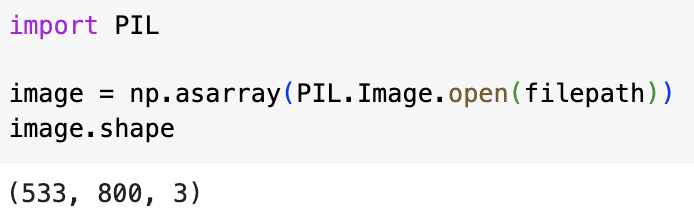 import PIL
image = np.asarray(PIL.Image.open(filepath))
image.shape
(533, 800, 3)